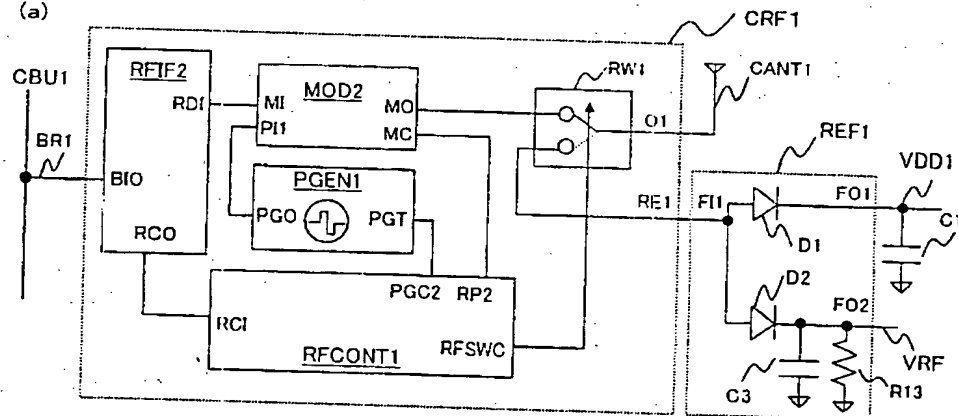 (a)
CRF1
CBU1
RFIF2
RDI
MI
MOD2
MO
MC
PI1
RW1
O1
CANT1
REF1
BR1
BIO
PGEN1
PGO
PGT
RE1
FI1
FO1
VDD1
D1
RCO
PGC2
RP2
D2
FO2
RCI
RFCONT1
RFSWC
VRF
C3
R13